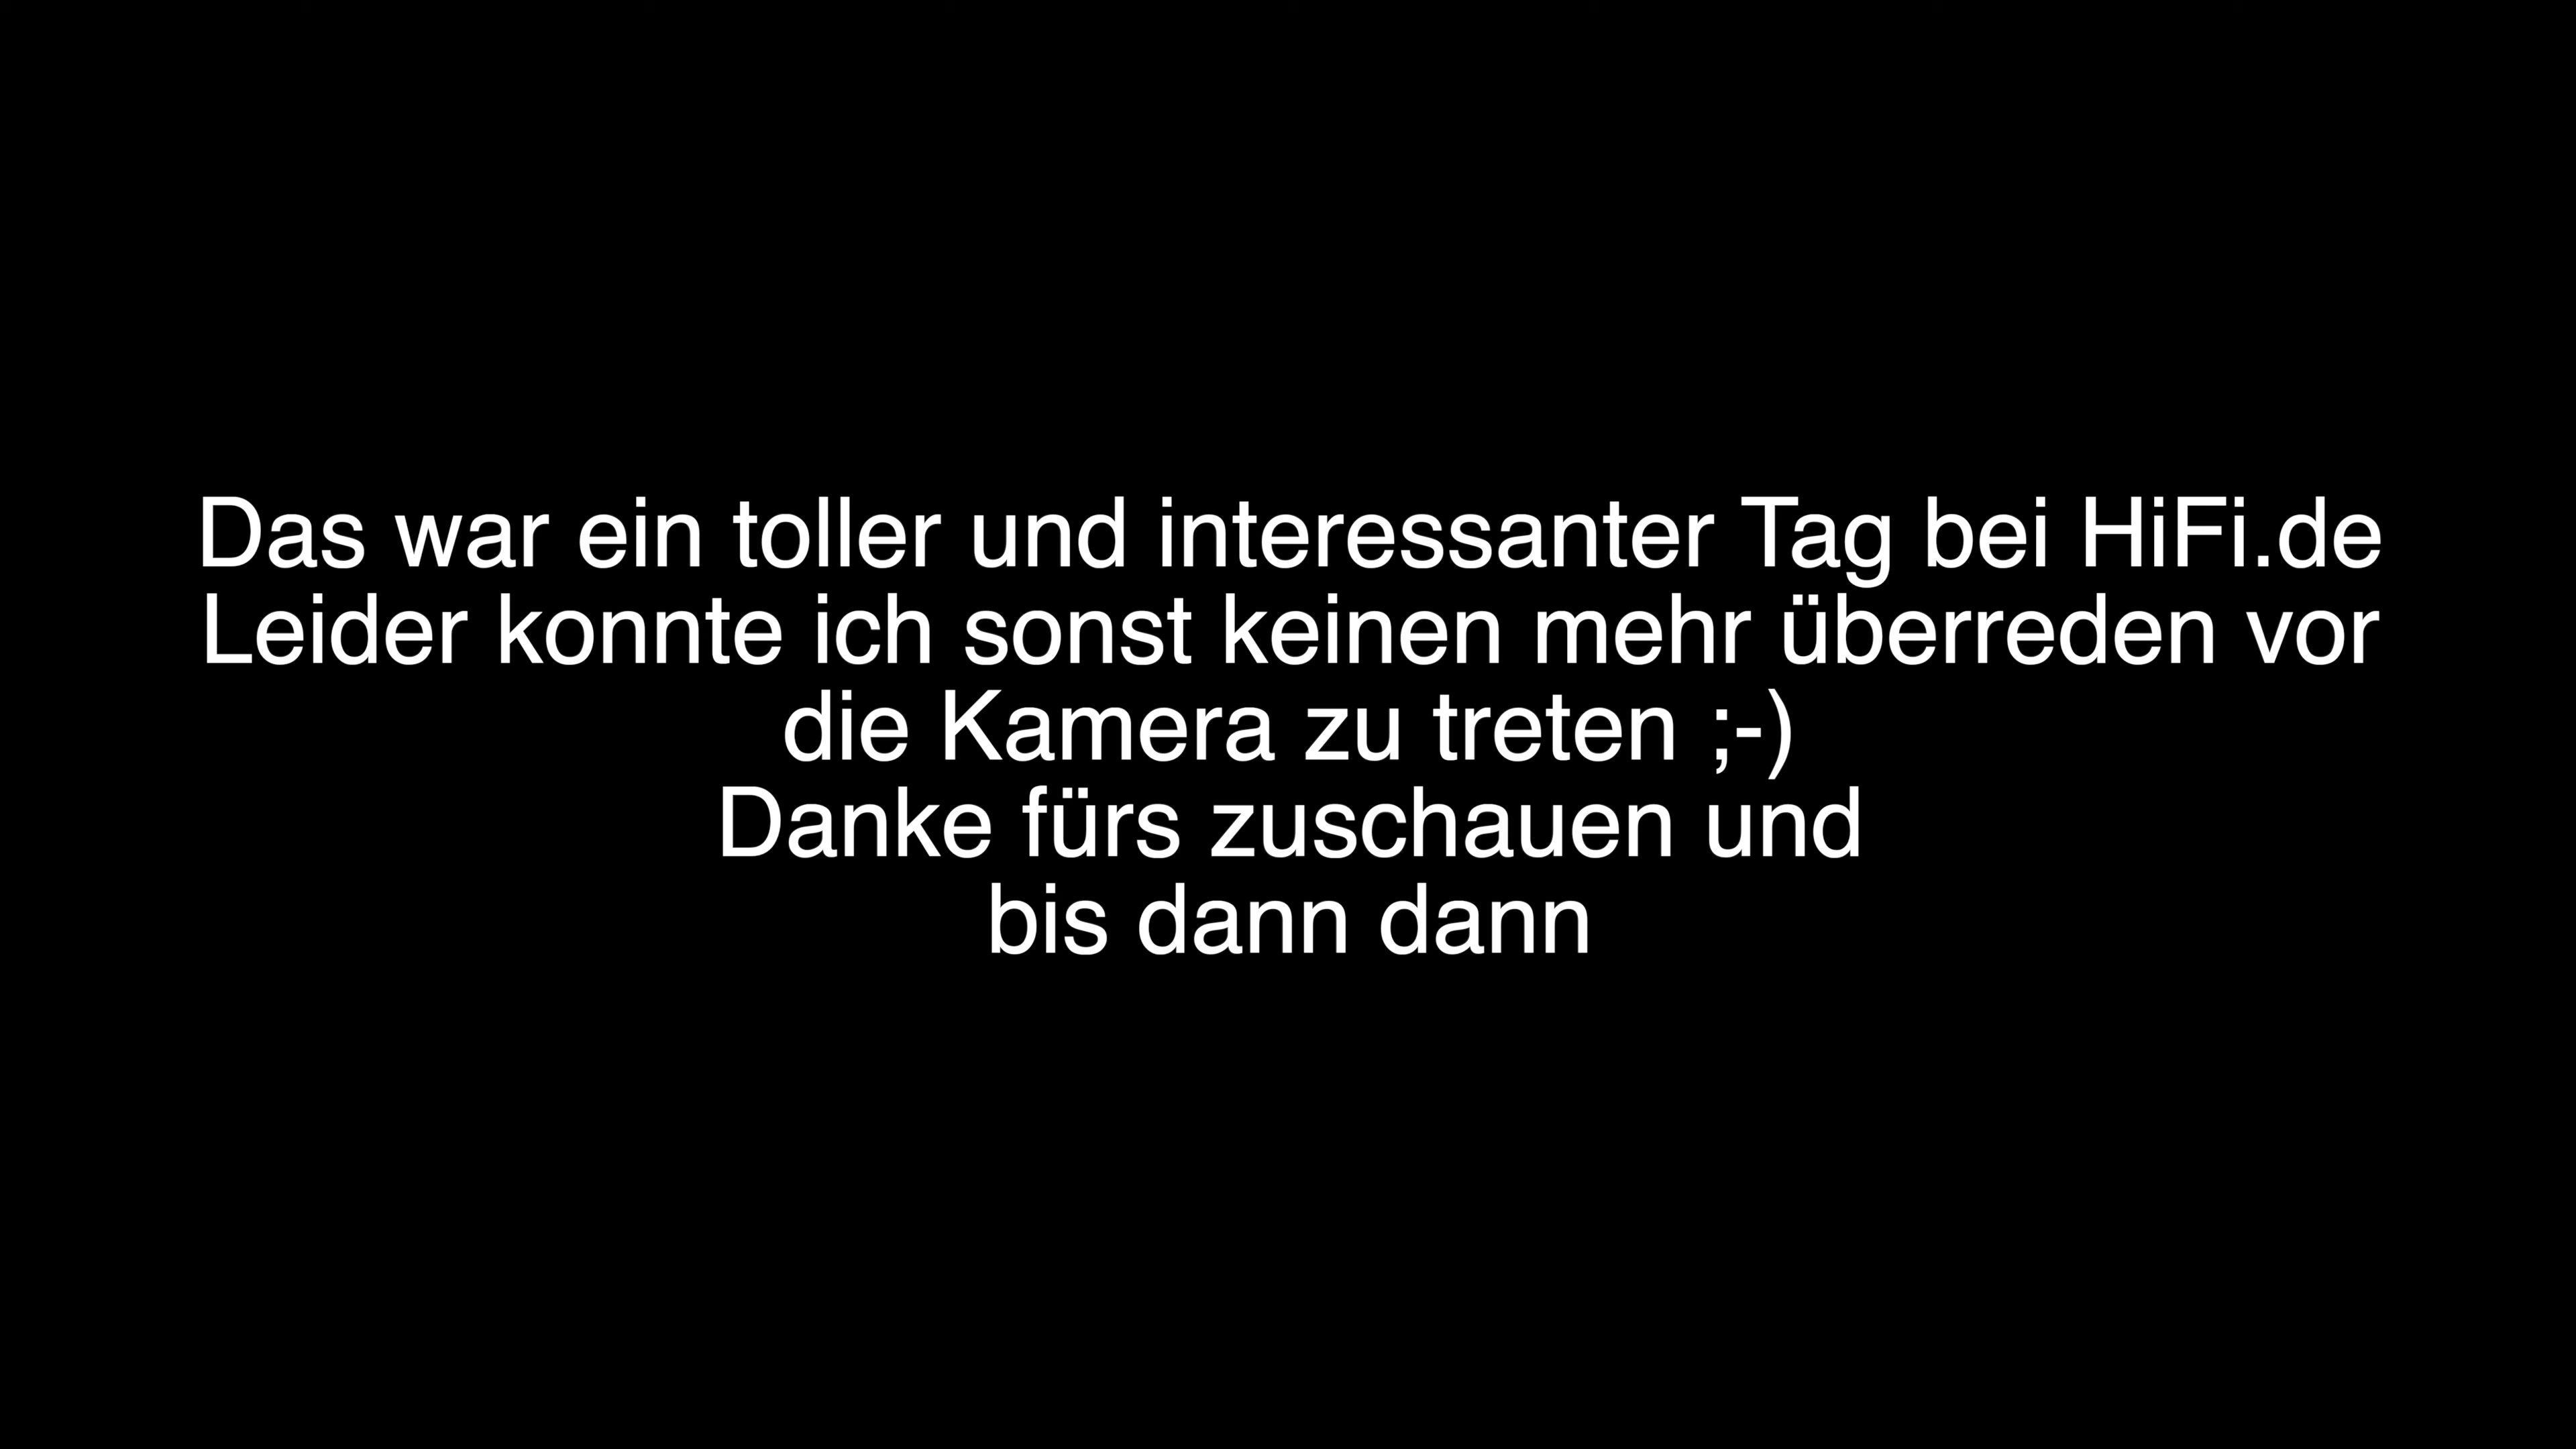 Das war ein toller und interessanter Tag bei HiFi.de
Leider konnte ich sonst keinen mehr überreden vor
die Kamera zu treten ;-)
Danke fürs zuschauen und
bis dann dann